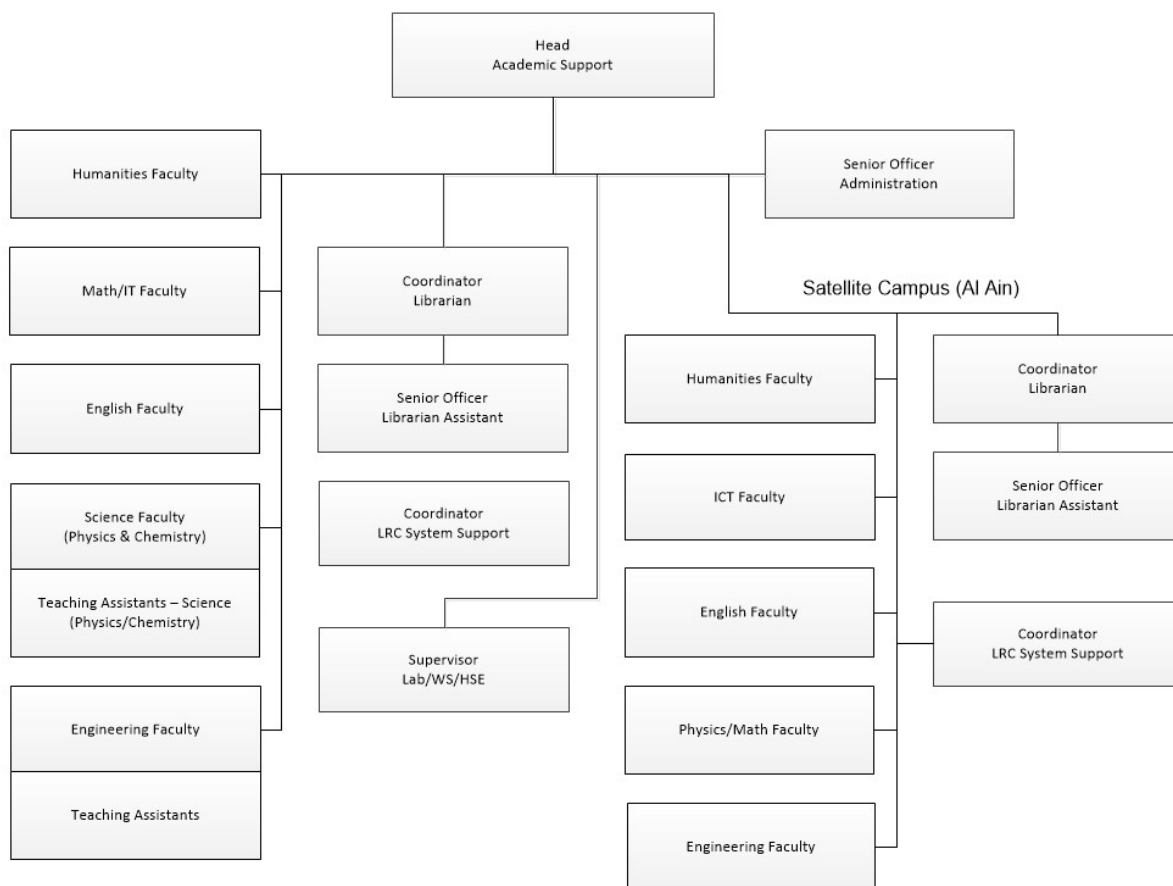 Head
Academic Support
Humanities Faculty
Senior Officer
Administration
Math/IT Faculty
Coordinator
Librarian
Satellite Campus (Al Ain)
English Faculty
Senior Officer
Librarian Assistant
Humanities Faculty
Coordinator
Librarian
Science Faculty
(Physics & Chemistry)
Coordinator
LRC System Support
ICT Faculty
Senior Officer
Librarian Assistant
Teaching Assistants – Science
(Physics/Chemistry)
English Faculty
Coordinator
LRC System Support
Supervisor
Lab/WS/HSE
Engineering Faculty
Physics/Math Faculty
Teaching Assistants
Engineering Faculty